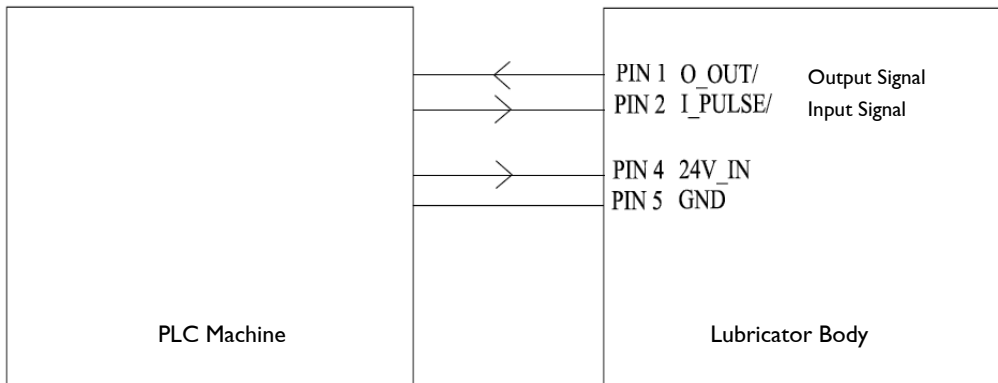 PIN 1 O_OUT/ Output Signal
PIN 2 I_PULSE/ Input Signal
PIN 4 24V_IN
PIN 5 GND
PLC Machine Lubricator Body